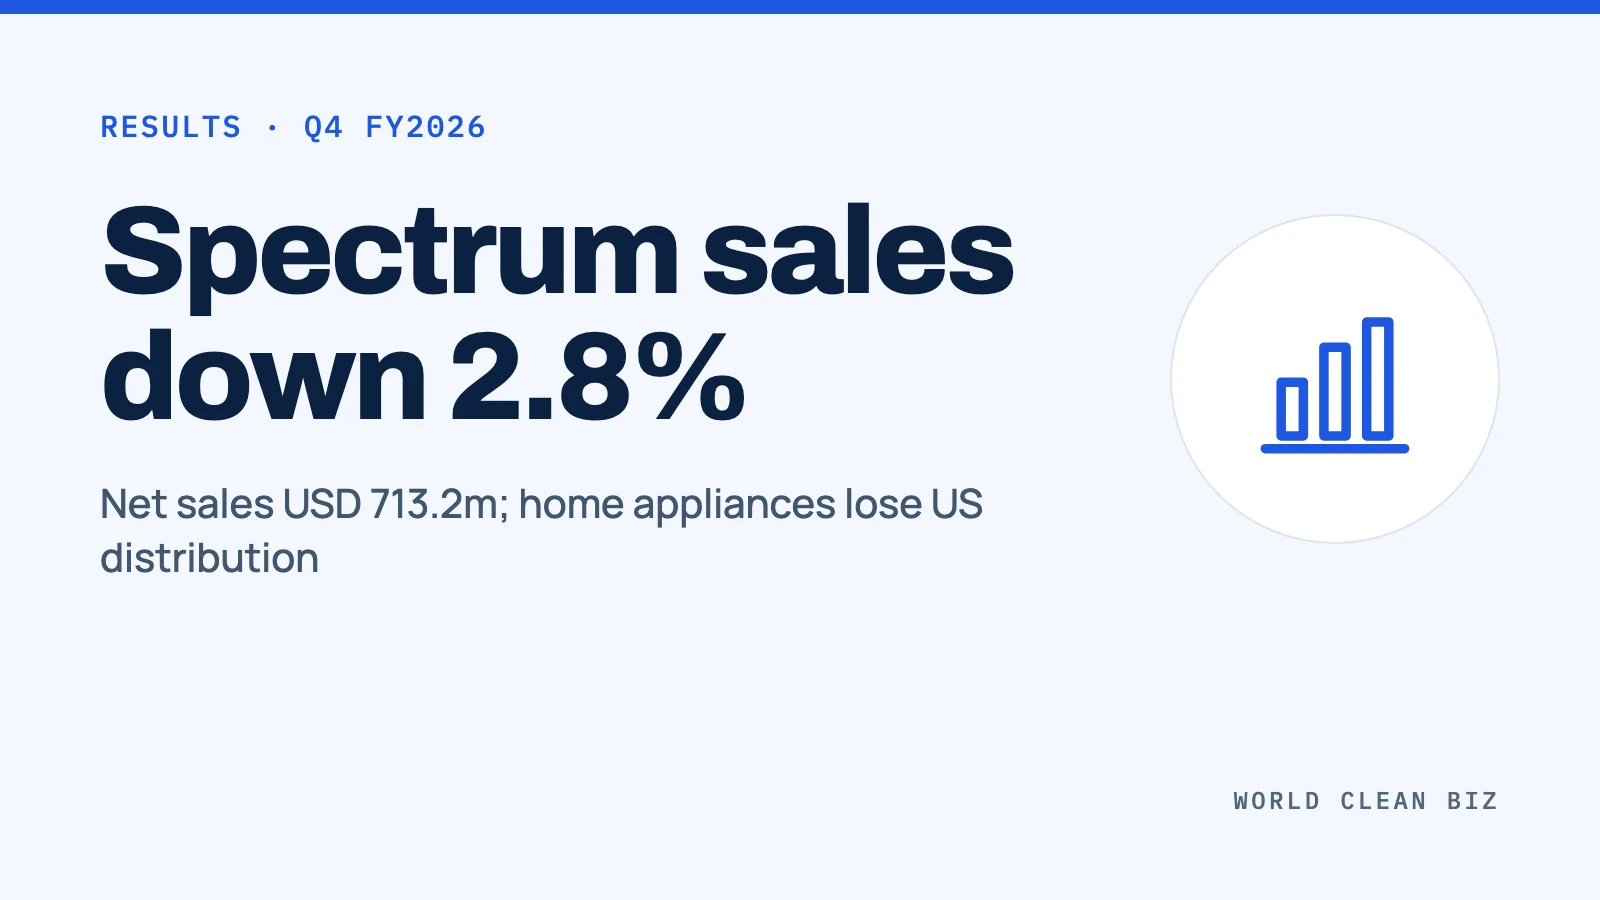 RESULTS · Q4 FY2026
Spectrum sales
down 2.8%
Net sales USD 713.2m; home appliances lose US
distribution
WORLD CLEAN BIZ